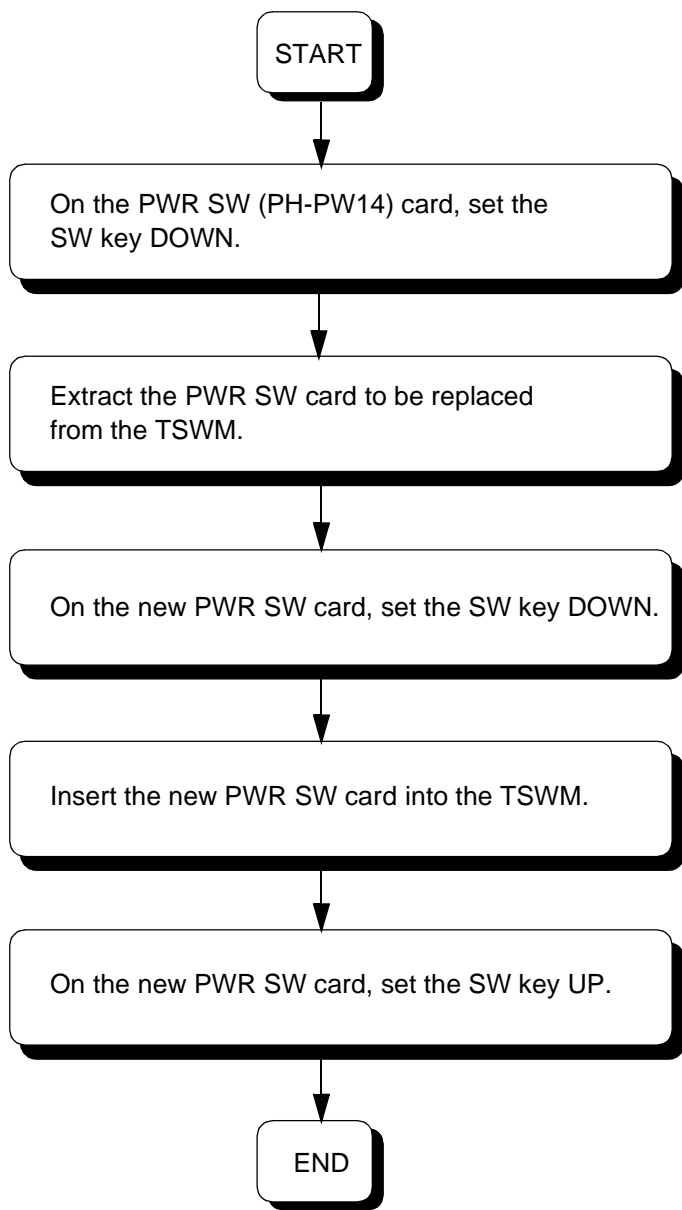 START
On the PWR SW (PH-PW14) card, set the
SW key DOWN.
Extract the PWR SW card to be replaced
from the TSWM.
On the new PWR SW card, set the SW key DOWN.
Insert the new PWR SW card into the TSWM.
On the new PWR SW card, set the SW key UP.
END